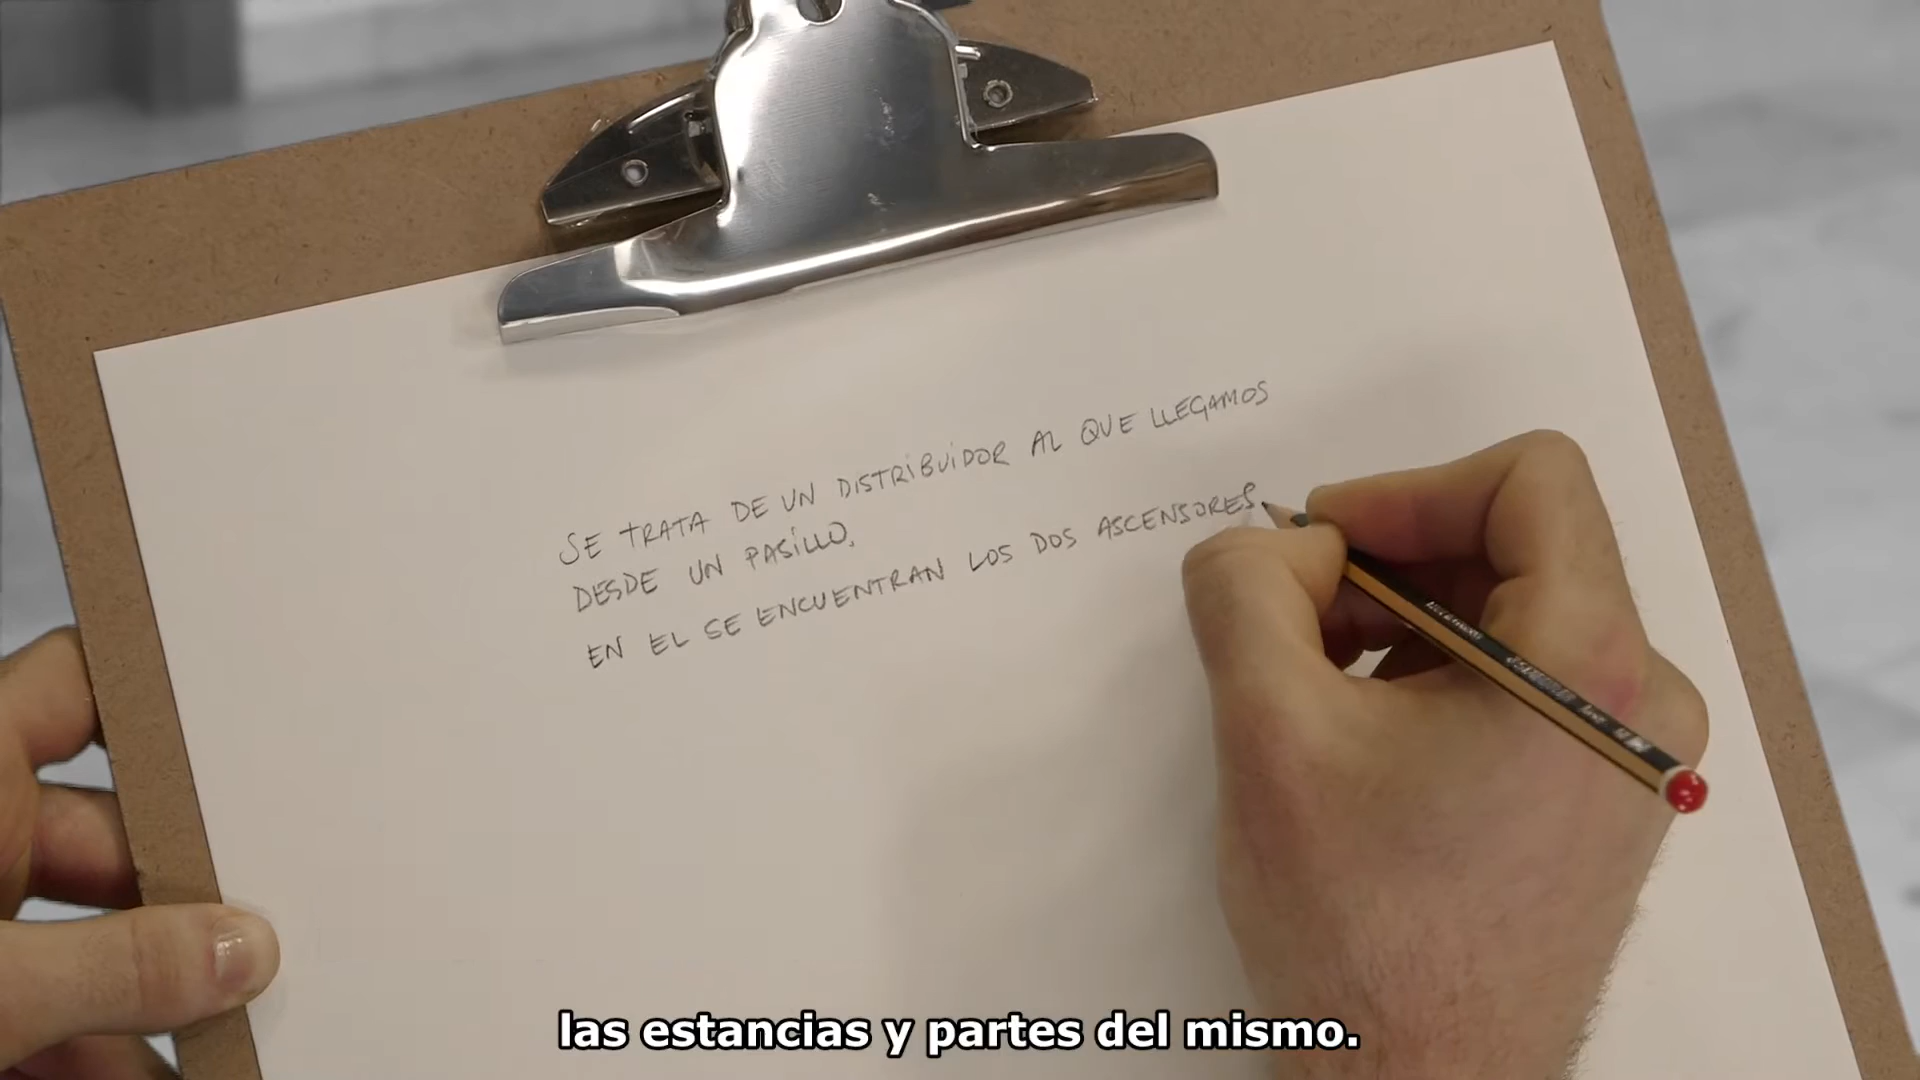 SE TRATA DE UN DISTRIBUIDOR AL QUE LLEGAMOS
DESDE UN PASILLO.
EN EL SE ENCUENTRAN LOS DOS ASCENSORES
STAEDTLER
las estancias y partes del mismo.